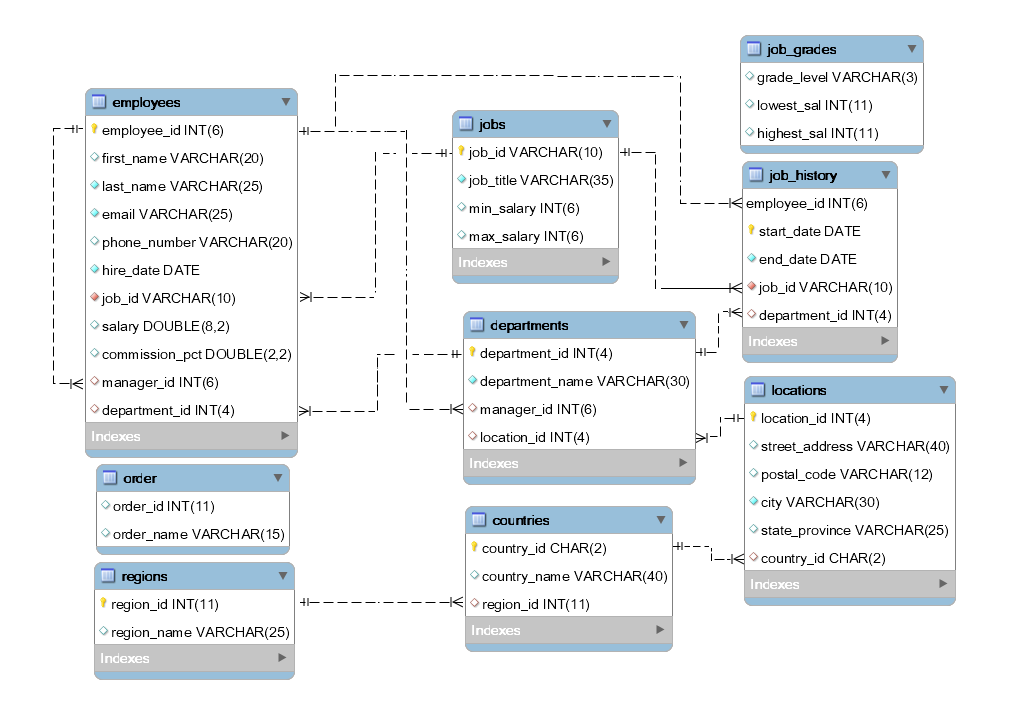 employees
employee_id INT(6)
first_name VARCHAR(20)
last_name VARCHAR(25)
email VARCHAR(25)
phone_number VARCHAR(20)
hire_date DATE
job_id VARCHAR(10)
salary DOUBLE(8,2)
commission_pct DOUBLE(2,2)
manager_id INT(6)
department_id INT(4)
Indexes
order
order_id INT(11)
order_name VARCHAR(15)
regions
region_id INT(11)
region_name VARCHAR(25)
Indexes
jobs
job_id VARCHAR(10)
job_title VARCHAR(35)
min_salary INT(6)
max_salary INT(6)
Indexes
departments
department_id INT(4)
department_name VARCHAR(30)
manager_id INT(6)
location_id INT(4)
Indexes
countries
country_id CHAR(2)
country_name VARCHAR(40)
region_id INT(11)
Indexes
job_grades
grade_level VARCHAR(3)
lowest_sal INT(11)
highest_sal INT(11)
job_history
employee_id INT(6)
start_date DATE
end_date DATE
job_id VARCHAR(10)
department_id INT(4)
Indexes
locations
location_id INT(4)
street_address VARCHAR(40)
postal_code VARCHAR(12)
city VARCHAR(30)
state_province VARCHAR(25)
country_id CHAR(2)
Indexes